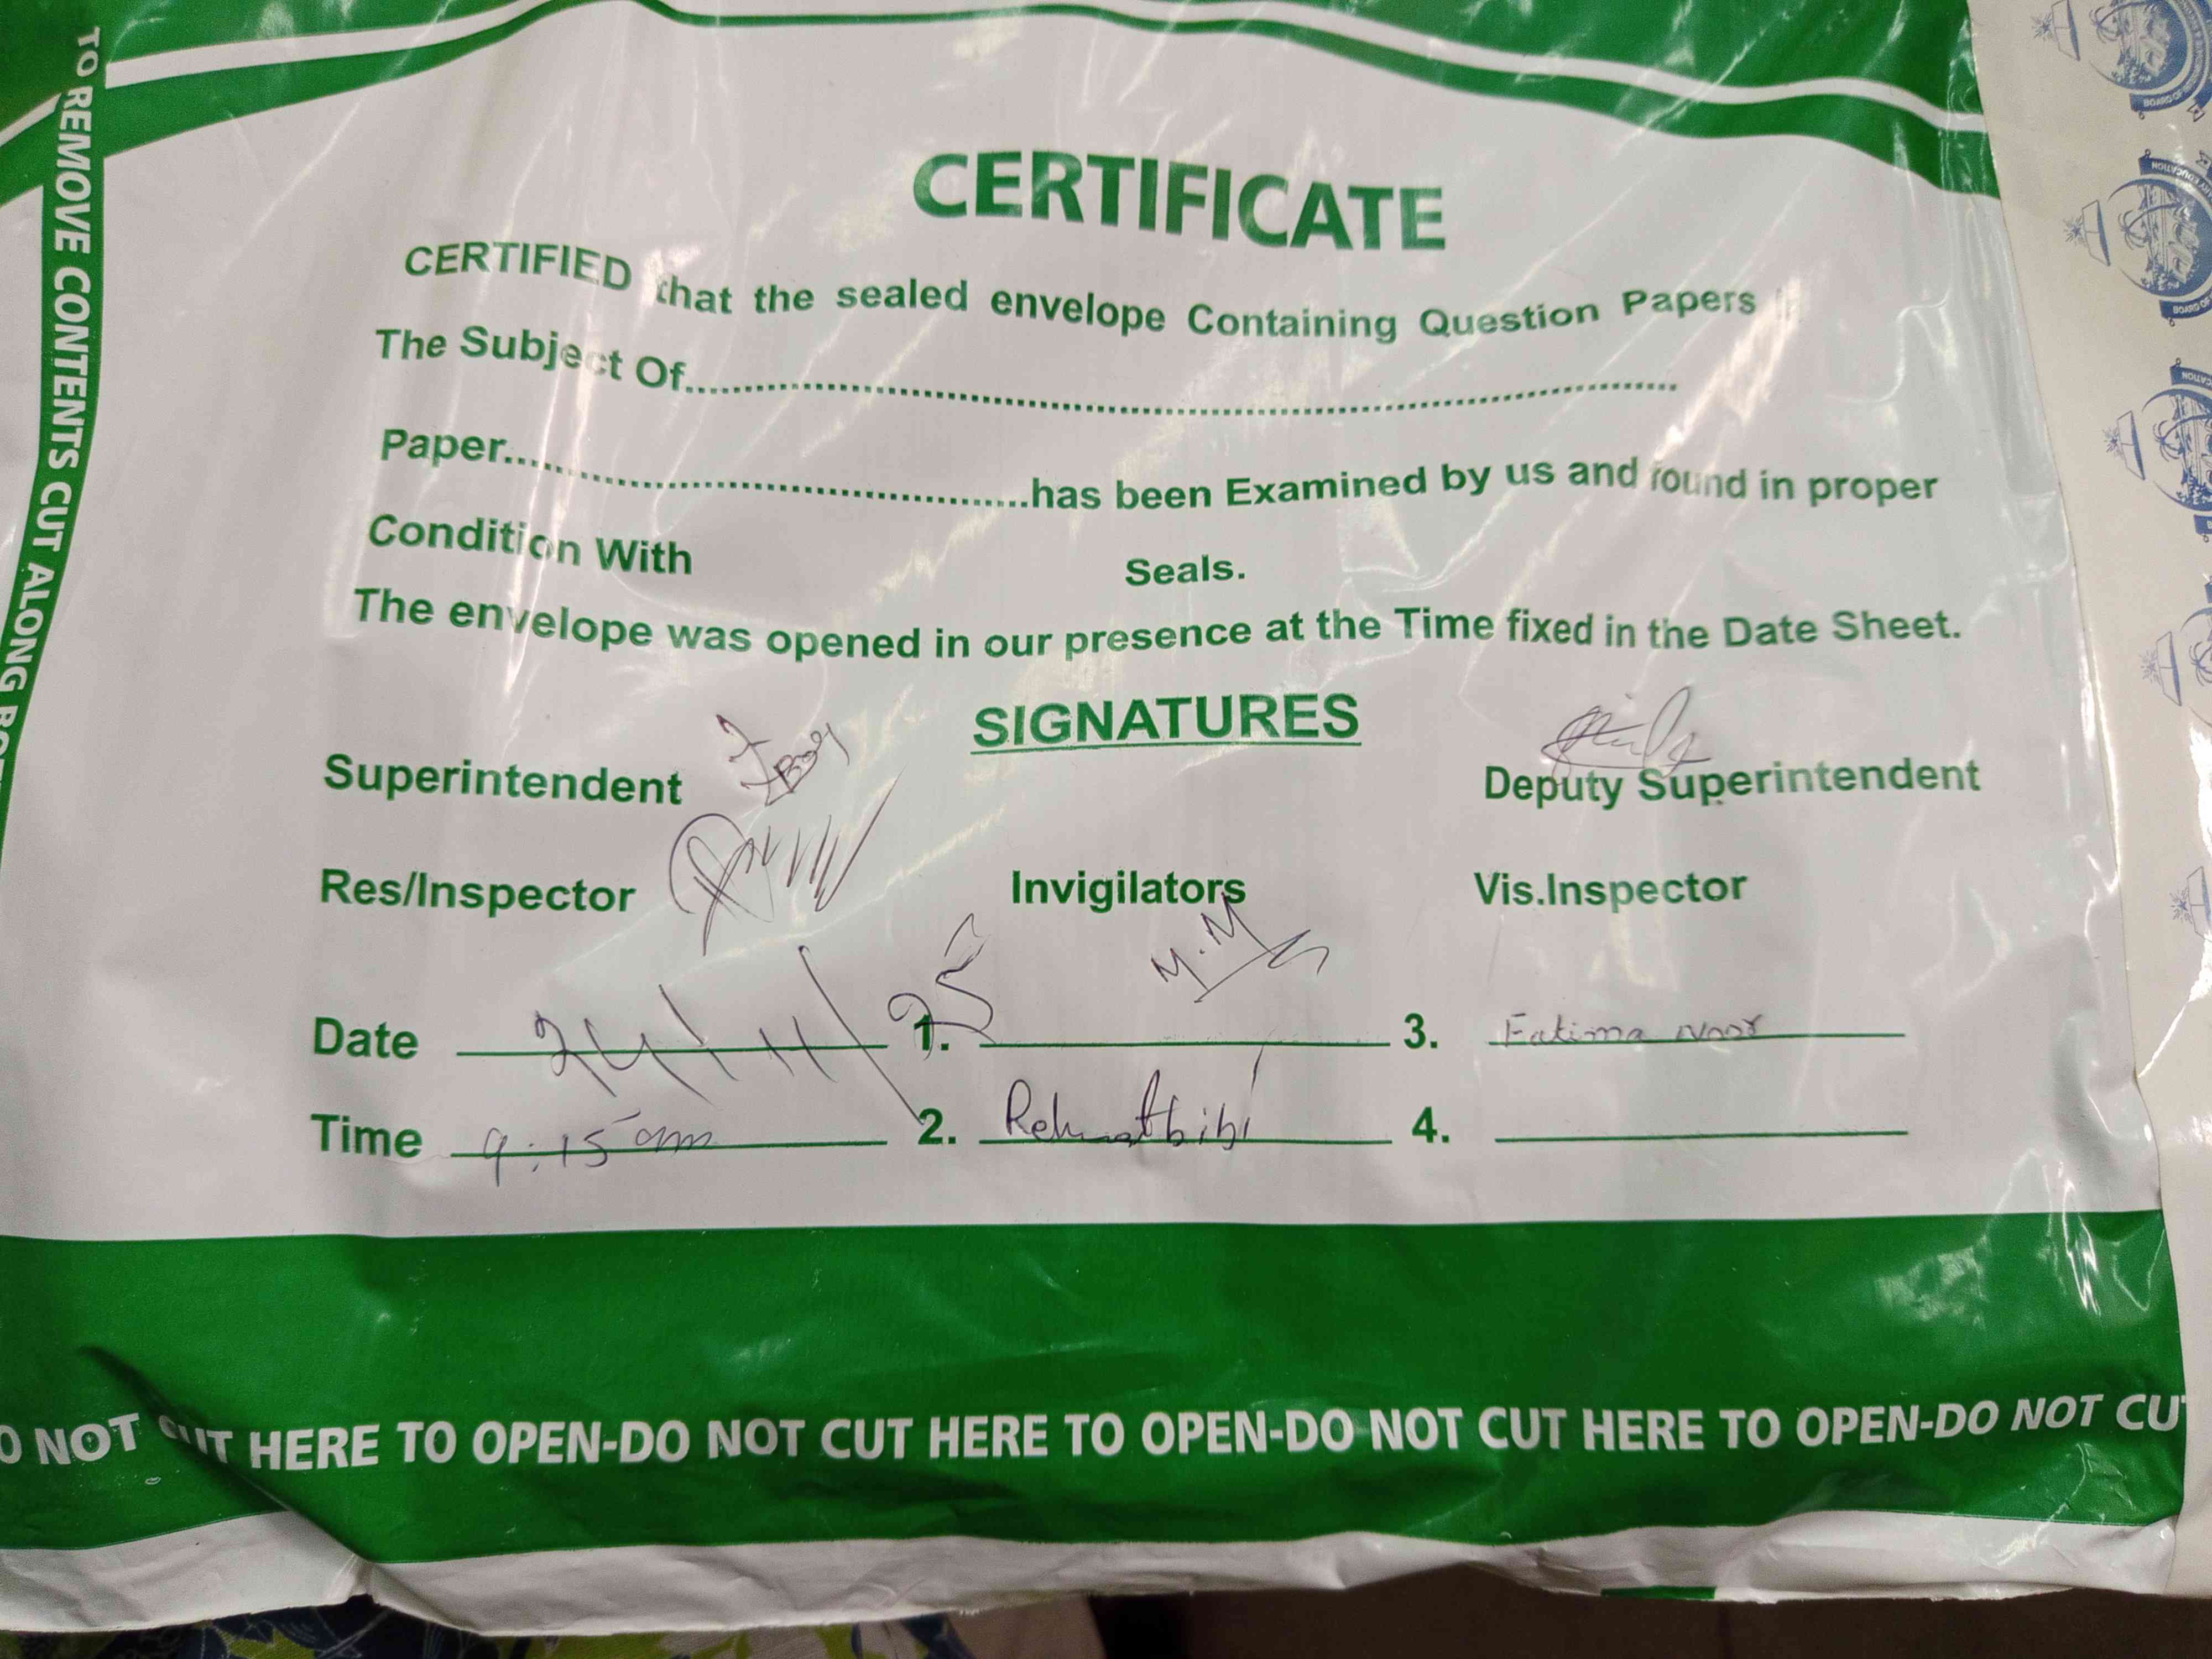 TO REMOVE CONTENTS CUT ALONG
CERTIFICATE
CERTIFIED that the sealed envelope Containing Question Papers
The Subject Of
Paper has been Examined by us and found in proper
Condition With Seals.
The envelope was opened in our presence at the Time fixed in the Date Sheet.
SIGNATURES
Superintendent Deputy Superintendent
Res/Inspector Invigilators Vis.Inspector
M.M
Date 24/11/25 1. 3. Fatima Noor
Time 9:15 am 2. Rehmatbibi 4.
NOT CUT HERE TO OPEN-DO NOT CUT HERE TO OPEN-DO NOT CUT HERE TO OPEN-DO NOT CU